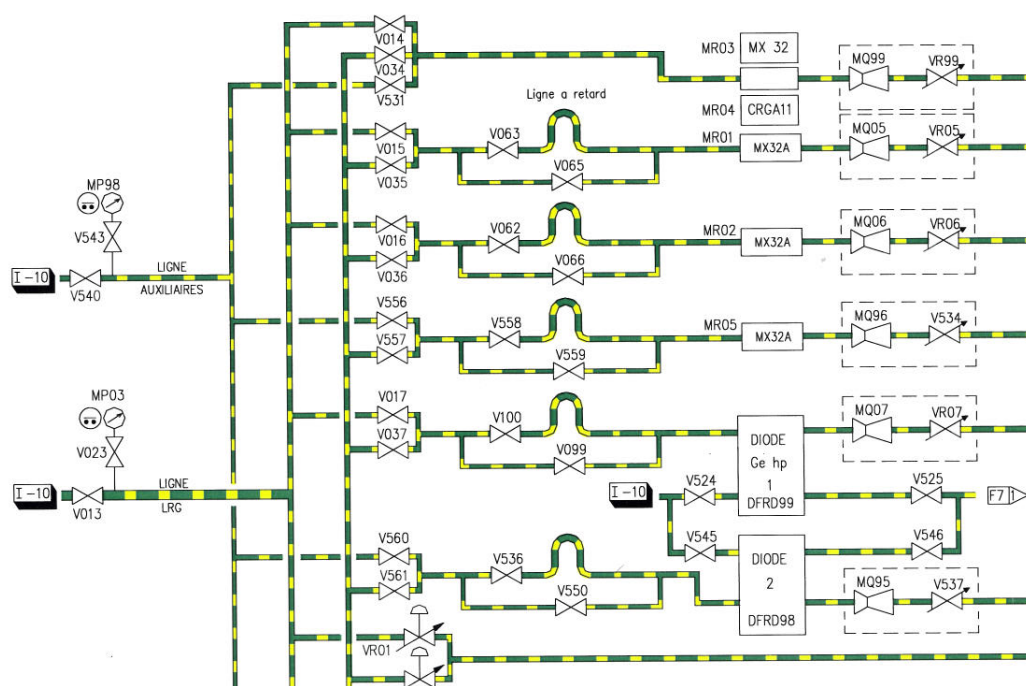 V014
MR03
MX 32
V034
MQ99
VR99
V531
Ligne a retard
MR04
CRGA11
V063
MR01
MX32A
MQ05
VR05
V015
V035
V065
MP98
V543
V016
V062
MR02
MX32A
MQ06
VR06
V036
V066
I-10
LIGNE
AUXILIAIRES
V540
V556
V557
V558
MR05
MX32A
MQ96
V534
V559
MP03
V023
V017
V037
V100
V099
DIODE
Ge hp
1
DFRD99
MQ07
VR07
I-10
LIGNE
LRG
V013
I-10
V524
V525
F7 1
V545
V546
V560
V561
V536
V550
DIODE
2
DFRD98
MQ95
V537
VR01